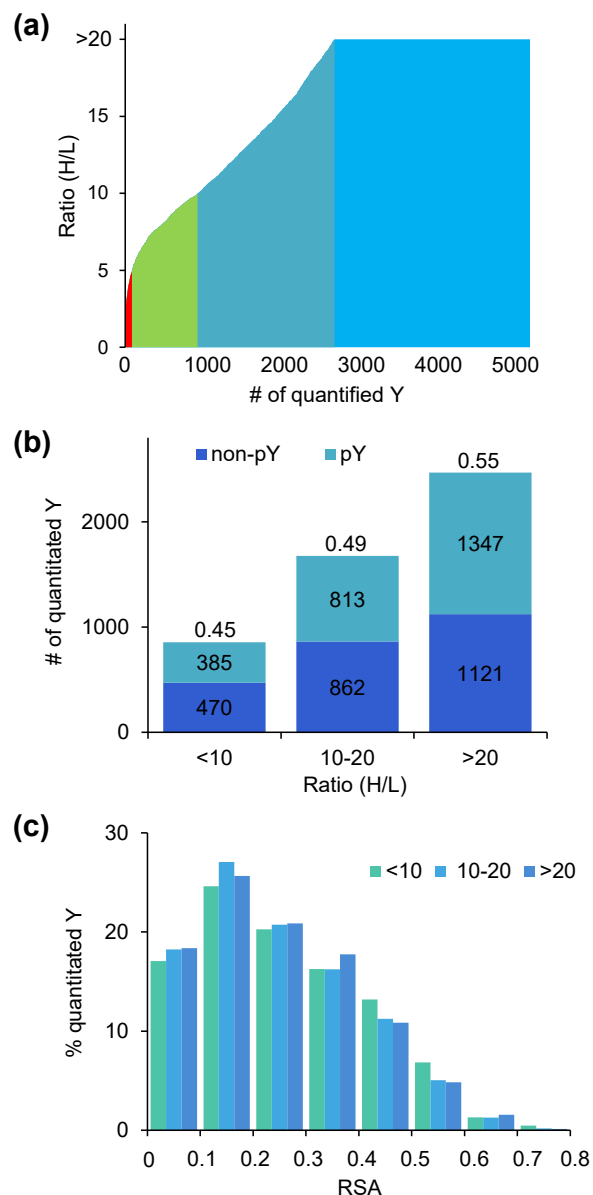 (a)
>20
15
10
5
0
Ratio (H/L)
0 1000 2000 3000 4000 5000
# of quantified Y
(b)
non-pY pY
# of quantitated Y
2000
1000
0
0.45
385
470
0.49
813
862
0.55
1347
1121
<10 10-20 >20
Ratio (H/L)
(c)
<10 10-20 >20
% quantitated Y
30
20
10
0
0 0.1 0.2 0.3 0.4 0.5 0.6 0.7 0.8
RSA